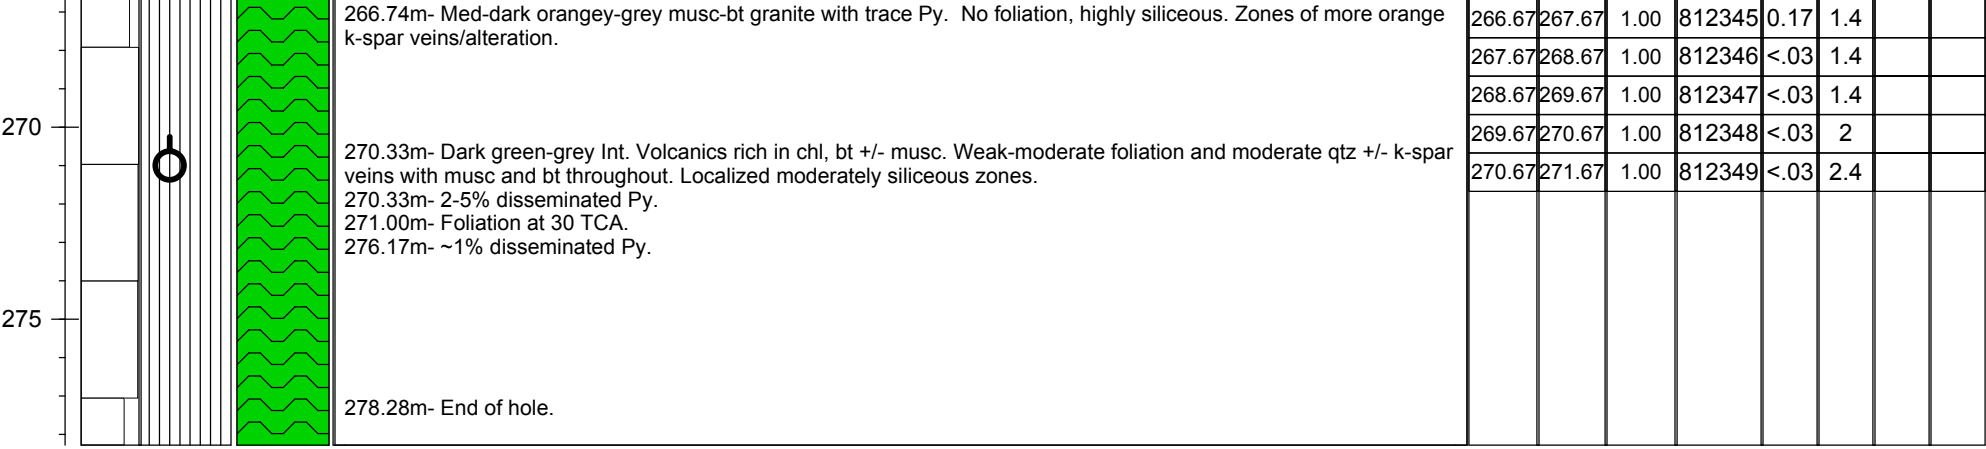 266.74m- Med-dark orangey-grey musc-bt granite with trace Py.  No foliation, highly siliceous. Zones of more orange
k-spar veins/alteration.
266.67 267.67 1.00 812345 0.17 1.4
267.67 268.67 1.00 812346 <.03 1.4
268.67 269.67 1.00 812347 <.03 1.4
270
269.67 270.67 1.00 812348 <.03 2
270.33m- Dark green-grey Int. Volcanics rich in chl, bt +/- musc. Weak-moderate foliation and moderate qtz +/- k-spar
veins with musc and bt throughout. Localized moderately siliceous zones.
270.67 271.67 1.00 812349 <.03 2.4
270.33m- 2-5% disseminated Py.
271.00m- Foliation at 30 TCA.
276.17m- ~1% disseminated Py.
275
278.28m- End of hole.